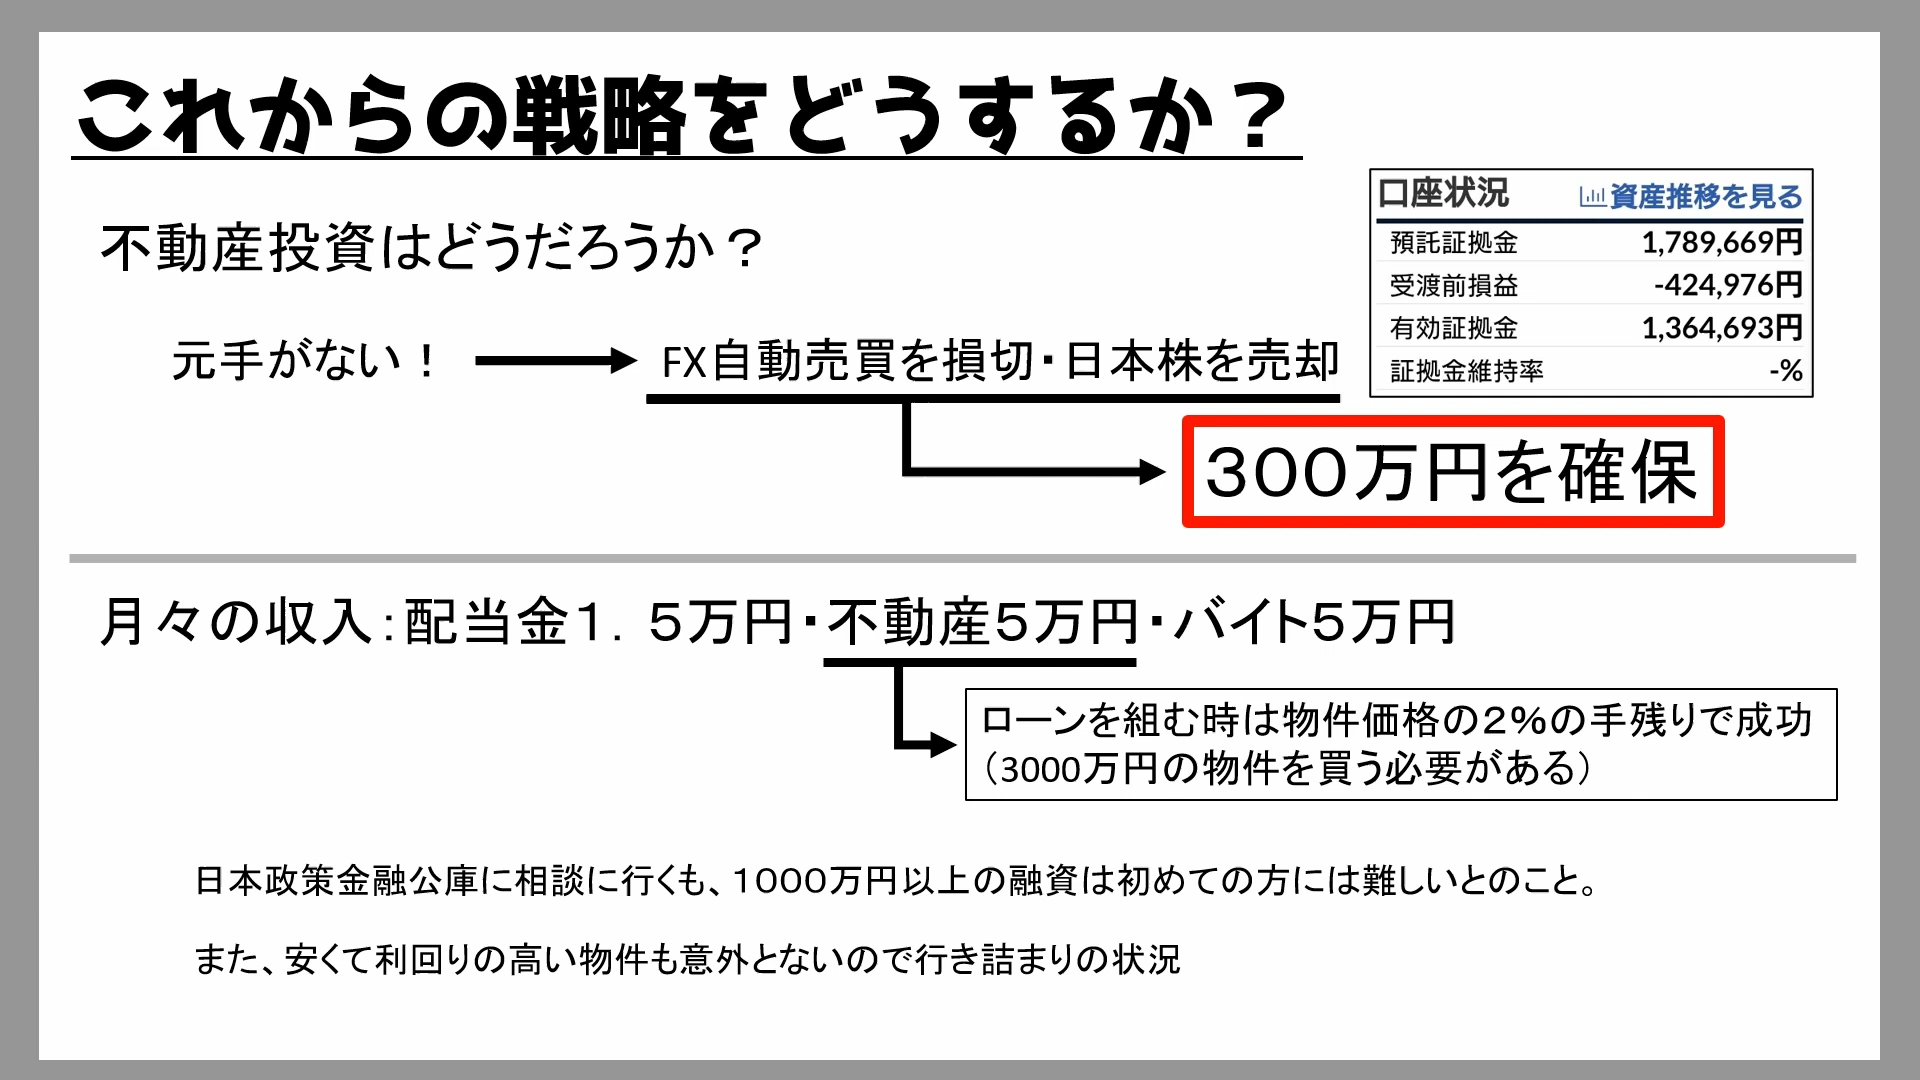 これからの戦略をどうするか？
不動産投資はどうだろうか？
口座状況 資産推移を見る
預託証拠金 1,789,669円
受渡前損益 -424,976円
有効証拠金 1,364,693円
証拠金維持率 -%
元手がない！ FX自動売買を損切・日本株を売却
３００万円を確保
月々の収入：配当金１．５万円・不動産５万円・バイト５万円
ローンを組む時は物件価格の２％の手残りで成功
（3000万円の物件を買う必要がある）
日本政策金融公庫に相談に行くも、１０００万円以上の融資は初めての方には難しいとのこと。
また、安くて利回りの高い物件も意外とないので行き詰まりの状況